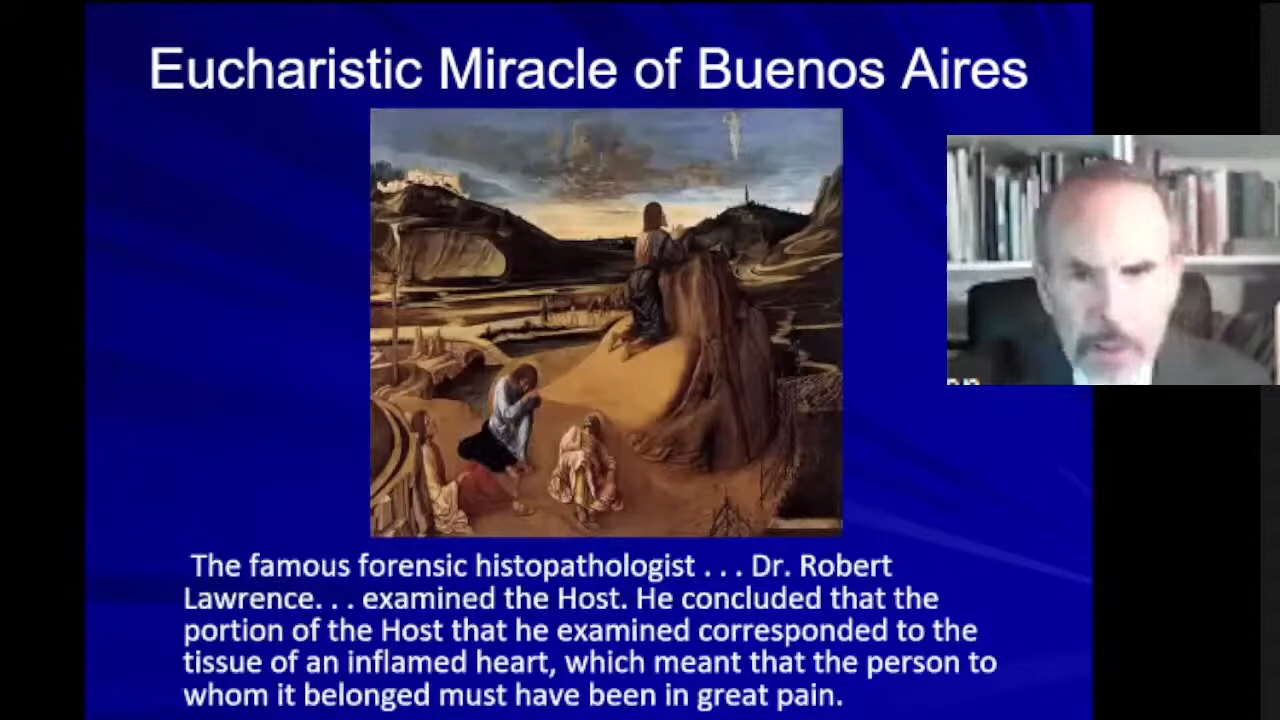 Eucharistic Miracle of Buenos Aires
The famous forensic histopathologist . . . Dr. Robert
Lawrence. . . examined the Host. He concluded that the
portion of the Host that he examined corresponded to the
tissue of an inflamed heart, which meant that the person to
whom it belonged must have been in great pain.